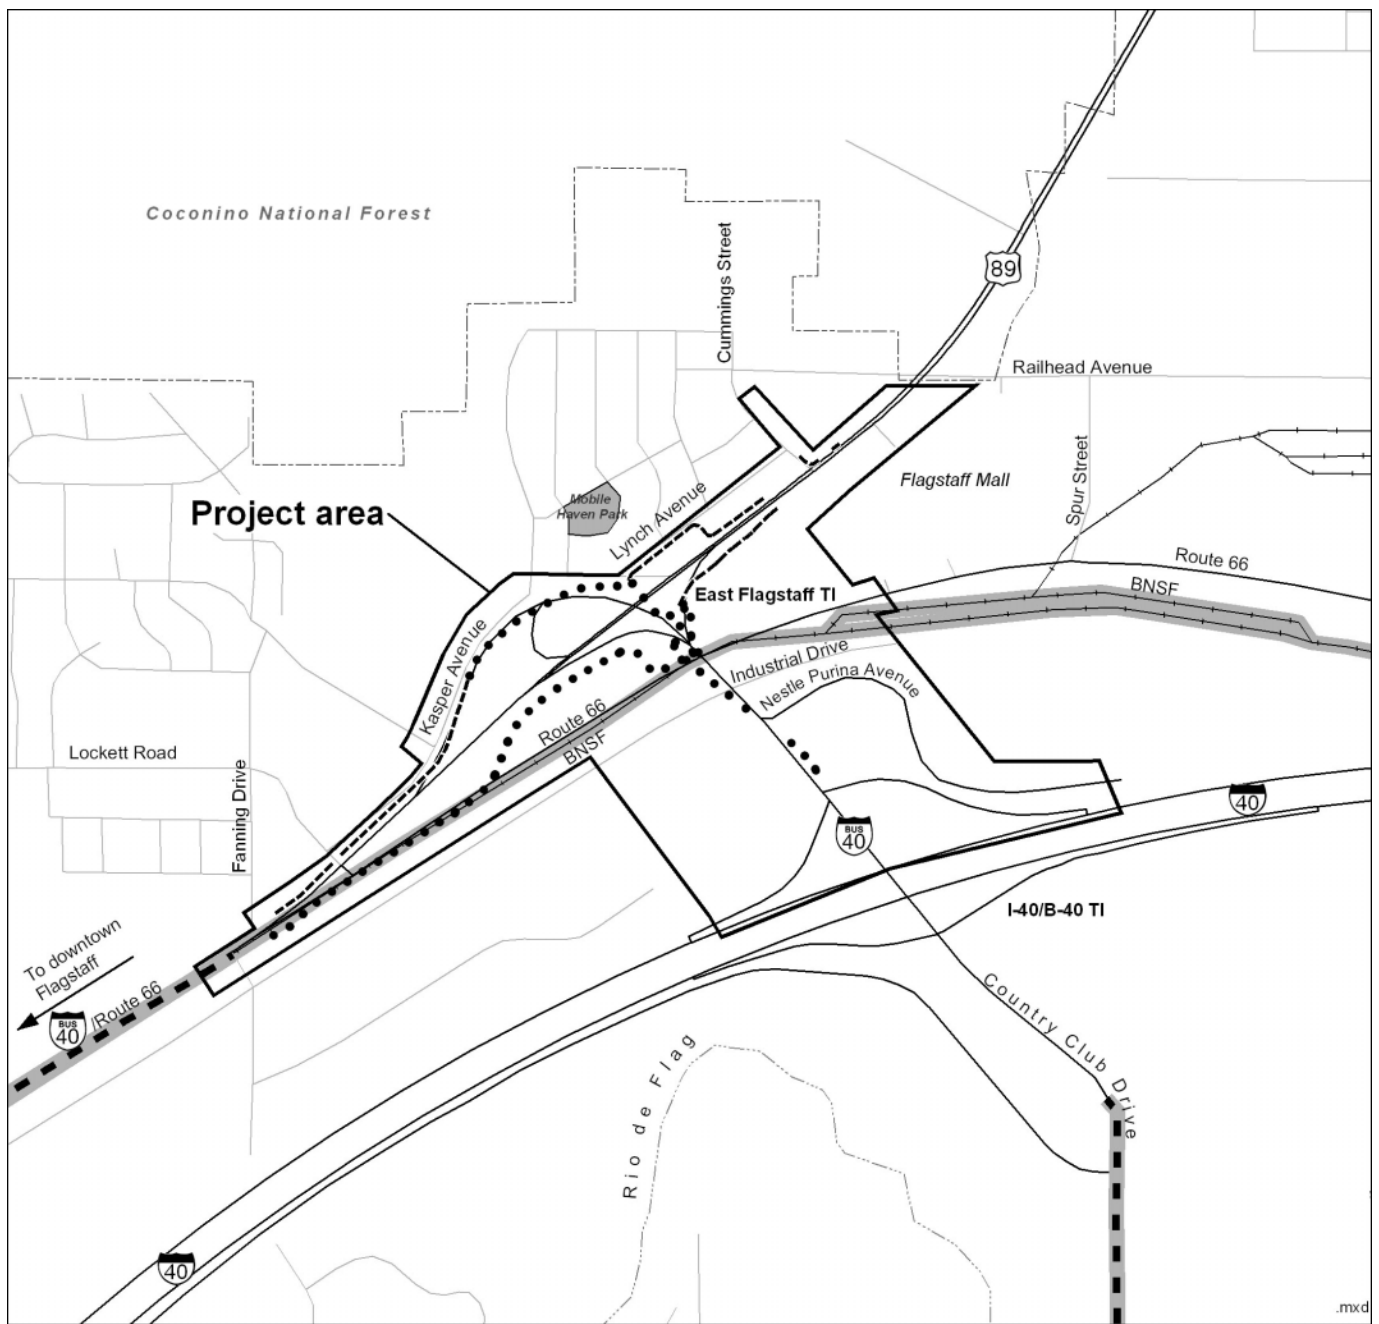 Coconino National Forest
Cummings Street
89
Railhead Avenue
Flagstaff Mall
Spur Street
Mobile
Haven Park
Project area
Lynch Avenue
Route 66
BNSF
East Flagstaff TI
Kasper Avenue
Industrial Drive
Nestle Purina Avenue
Route 66
BNSF
Lockett Road
Fanning Drive
40
BUS
40
I-40/B-40 TI
To downtown
Flagstaff
BUS
40
/Route 66
Country Club Drive
Rio de Flag
40
.mxd